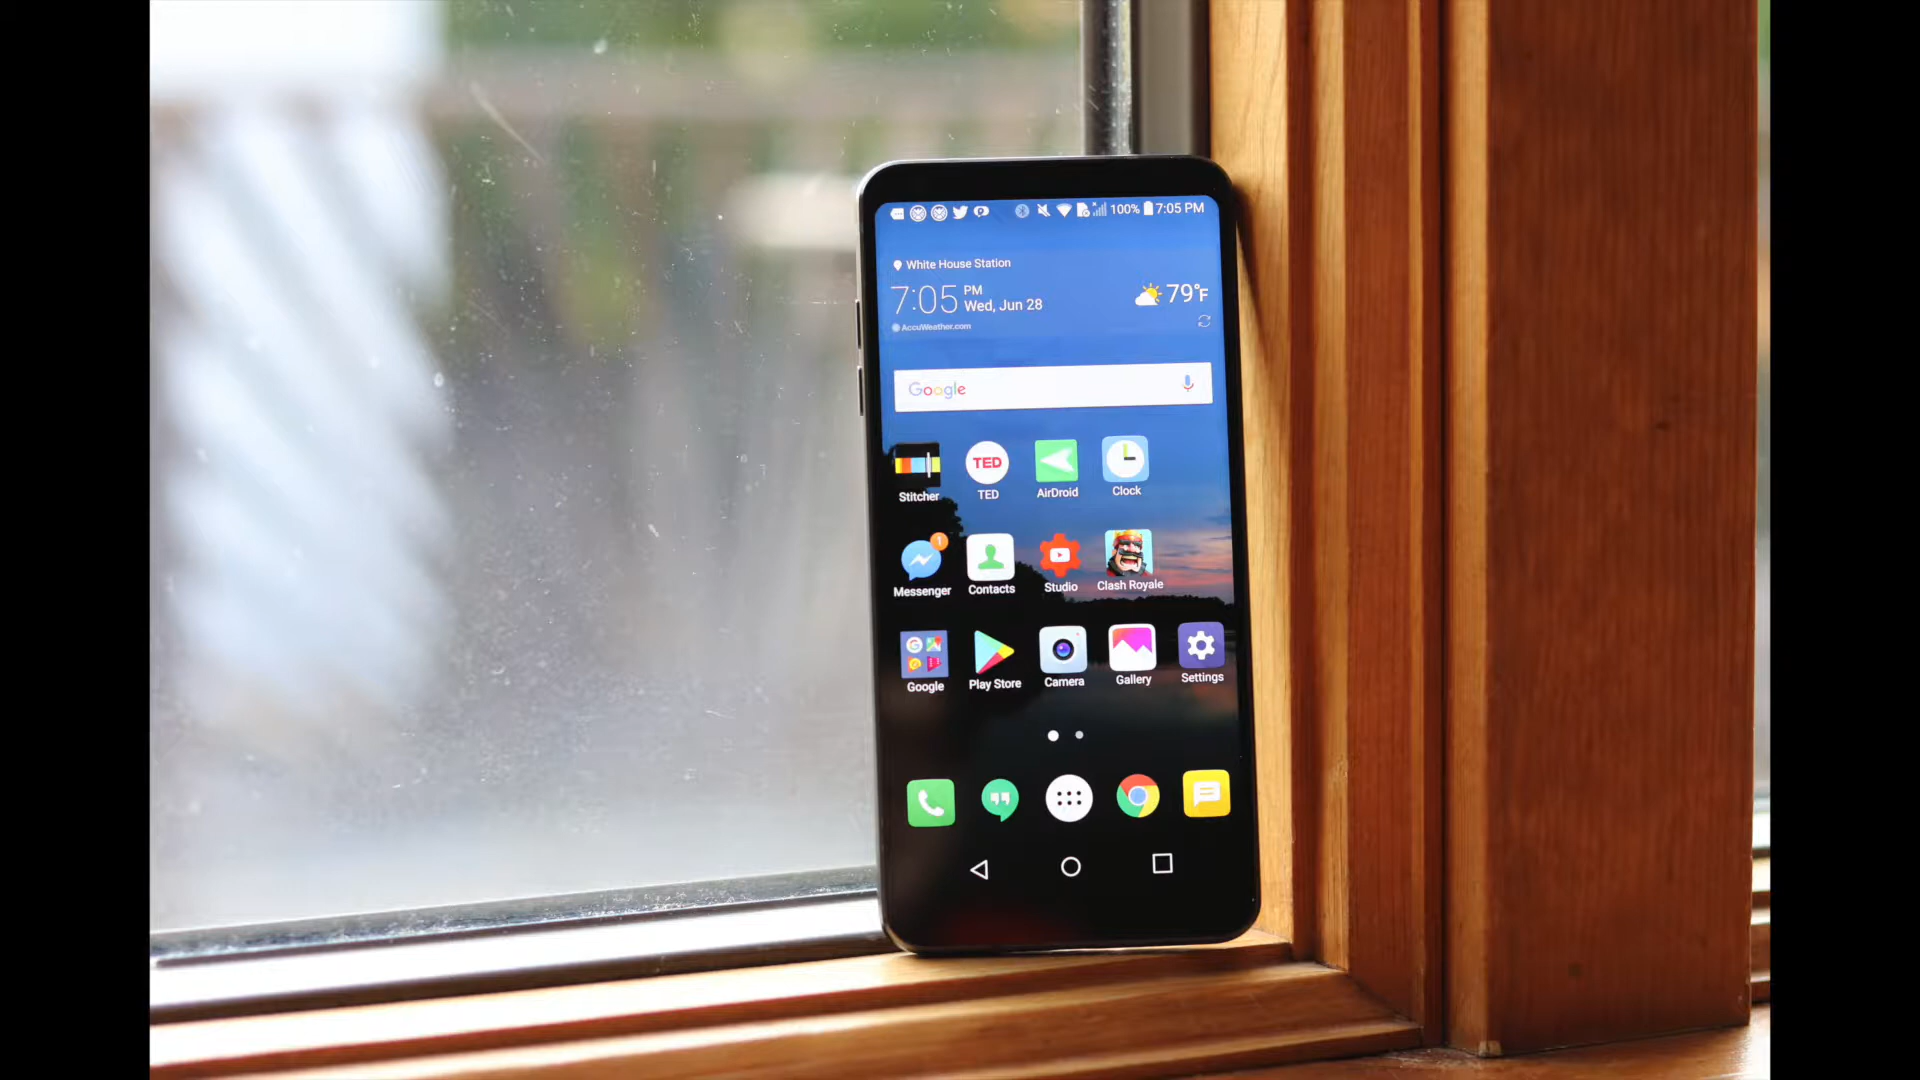 100% 7:05 PM
White House Station
7:05 PM
Wed, Jun 28
79°F
AccuWeather.com
Google
Stitcher
TED
TED
AirDroid
Clock
1
Messenger
Contacts
Studio
Clash Royale
Google
Play Store
Camera
Gallery
Settings